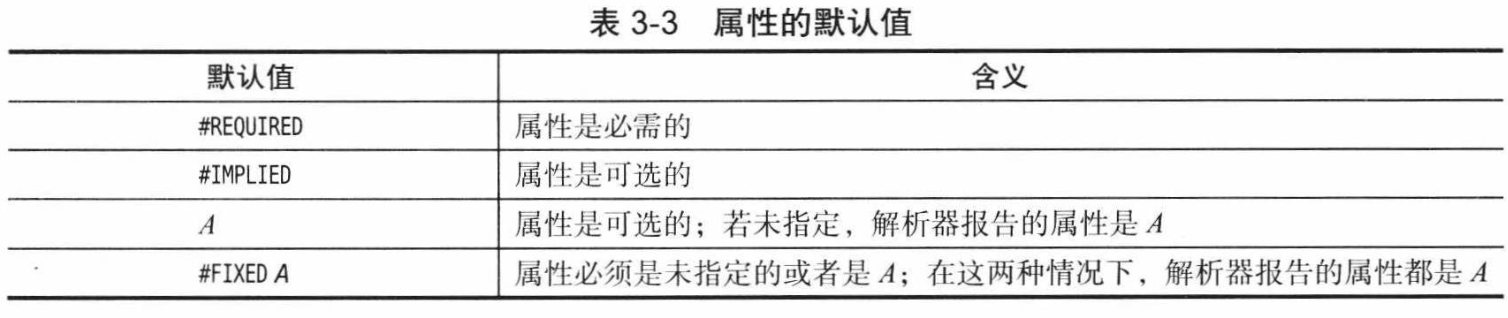 表 3-3 属性的默认值
默认值 含义
#REQUIRED 属性是必需的
#IMPLIED 属性是可选的
A 属性是可选的；若未指定，解析器报告的属性是 A
#FIXED A 属性必须是未指定的或者是 A；在这两种情况下，解析器报告的属性都是 A